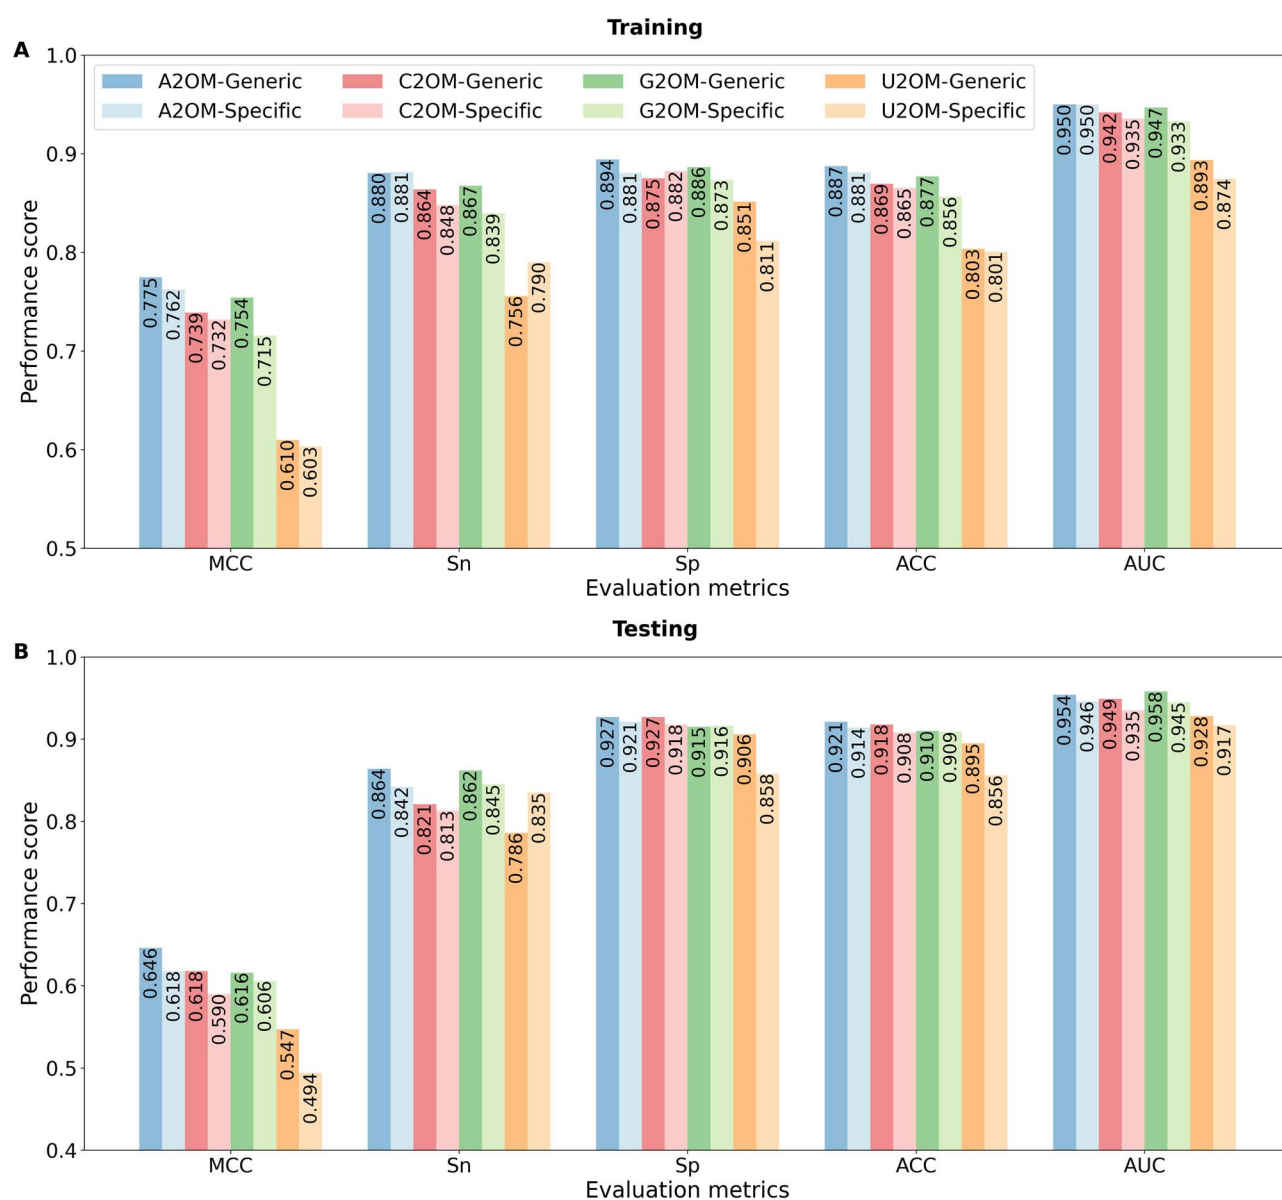 Training
A
1.0
A2OM-Generic C2OM-Generic G2OM-Generic U2OM-Generic
A2OM-Specific C2OM-Specific G2OM-Specific U2OM-Specific
0.9
0.8
0.7
0.6
0.5
Performance score
0.775 0.762 0.739 0.732 0.754 0.715 0.610 0.603
0.880 0.881 0.864 0.848 0.867 0.839 0.756 0.790
0.894 0.881 0.875 0.882 0.886 0.873 0.851 0.811
0.887 0.881 0.869 0.865 0.877 0.856 0.803 0.801
0.950 0.950 0.942 0.935 0.947 0.933 0.893 0.874
MCC Sn Sp ACC AUC
Evaluation metrics
Testing
B
1.0
0.9
0.8
0.7
0.6
0.5
0.4
Performance score
0.646 0.618 0.618 0.590 0.616 0.606 0.547 0.494
0.864 0.842 0.821 0.813 0.862 0.845 0.786 0.835
0.927 0.921 0.927 0.918 0.915 0.916 0.906 0.858
0.921 0.914 0.918 0.908 0.910 0.909 0.895 0.856
0.954 0.946 0.949 0.935 0.958 0.945 0.928 0.917
MCC Sn Sp ACC AUC
Evaluation metrics